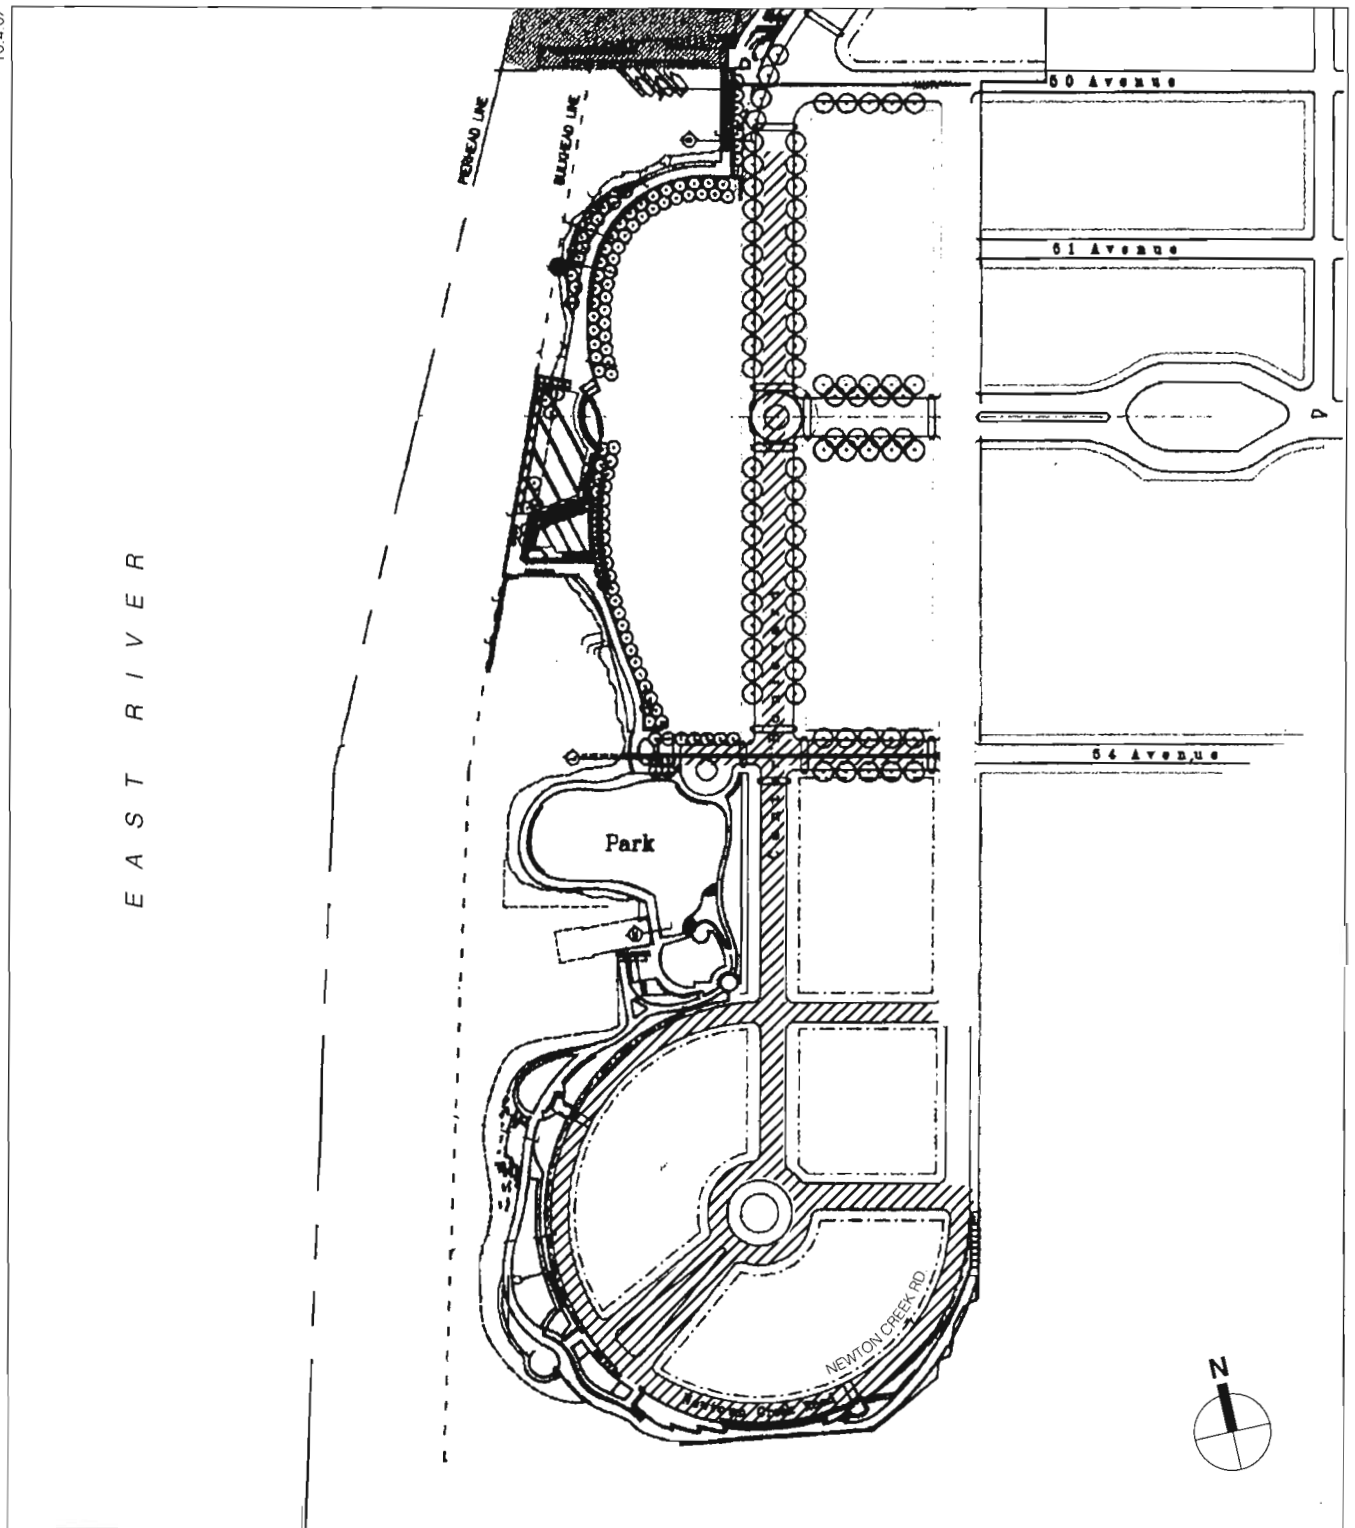 50 Avenue
PIERHEAD LINE
BULKHEAD LINE
51 Avenue
EAST RIVER
54 Avenue
Park
NEWTON CREEK RD.
N